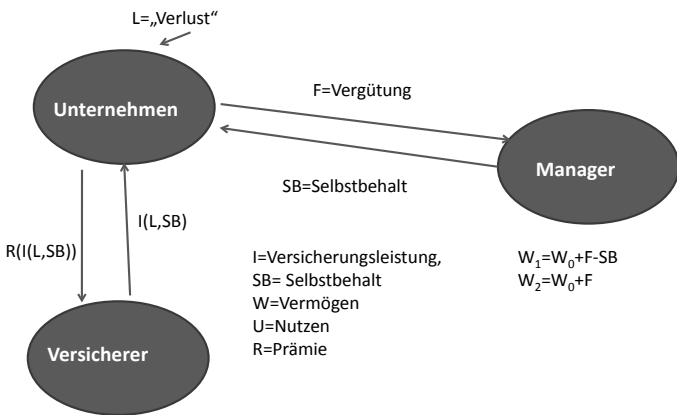 L=„Verlust“
F=Vergütung
Unternehmen
Manager
SB=Selbstbehalt
I(L,SB)
R(I(L,SB))
I=Versicherungsleistung,
SB= Selbstbehalt
W=Vermögen
U=Nutzen
R=Prämie
W₁=W₀+F-SB
W₂=W₀+F
Versicherer